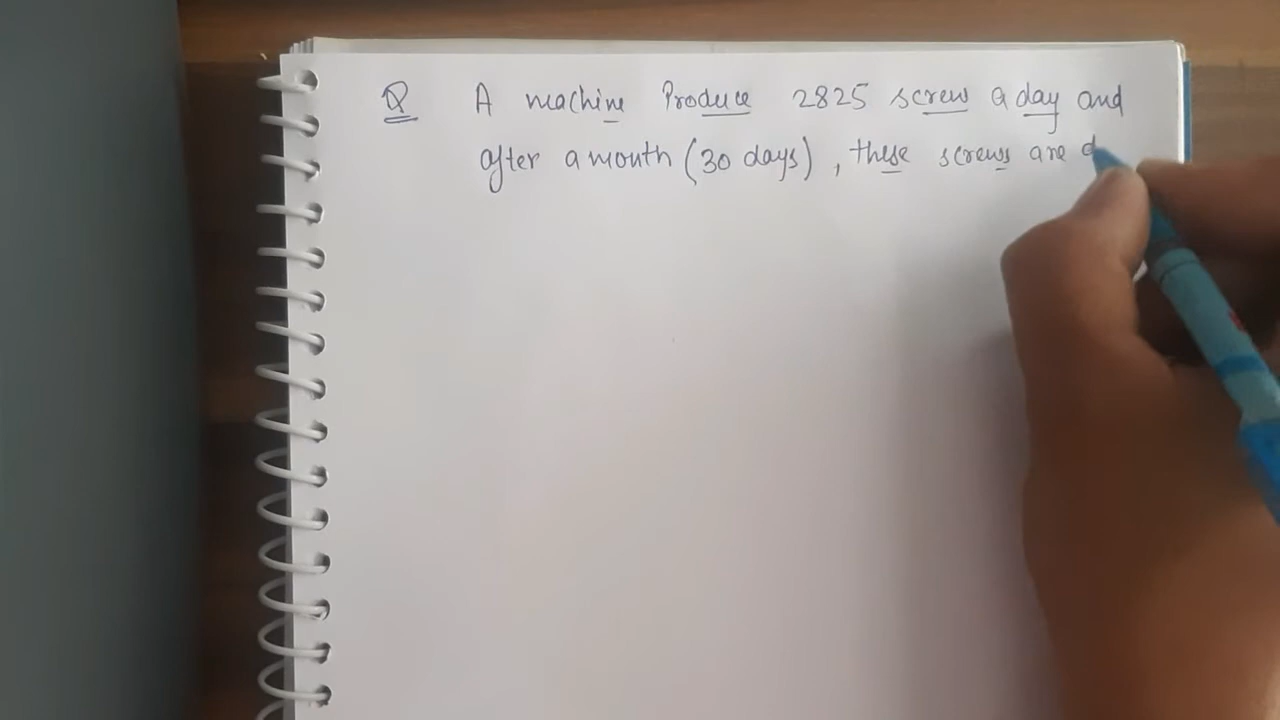 Q A machine Produce 2825 screw a day and
after a month (30 days), these screws are d